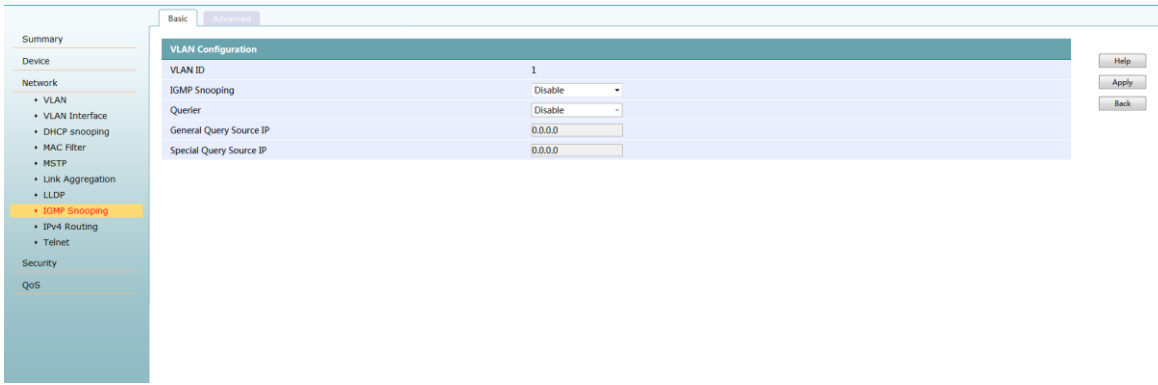 Basic
Advanced
Summary
Device
Network
• VLAN
• VLAN Interface
• DHCP snooping
• MAC Filter
• MSTP
• Link Aggregation
• LLDP
• IGMP Snooping
• IPv4 Routing
• Telnet
Security
QoS
VLAN Configuration
VLAN ID 1
IGMP Snooping Disable
Querier Disable
General Query Source IP 0.0.0.0
Special Query Source IP 0.0.0.0
Help
Apply
Back